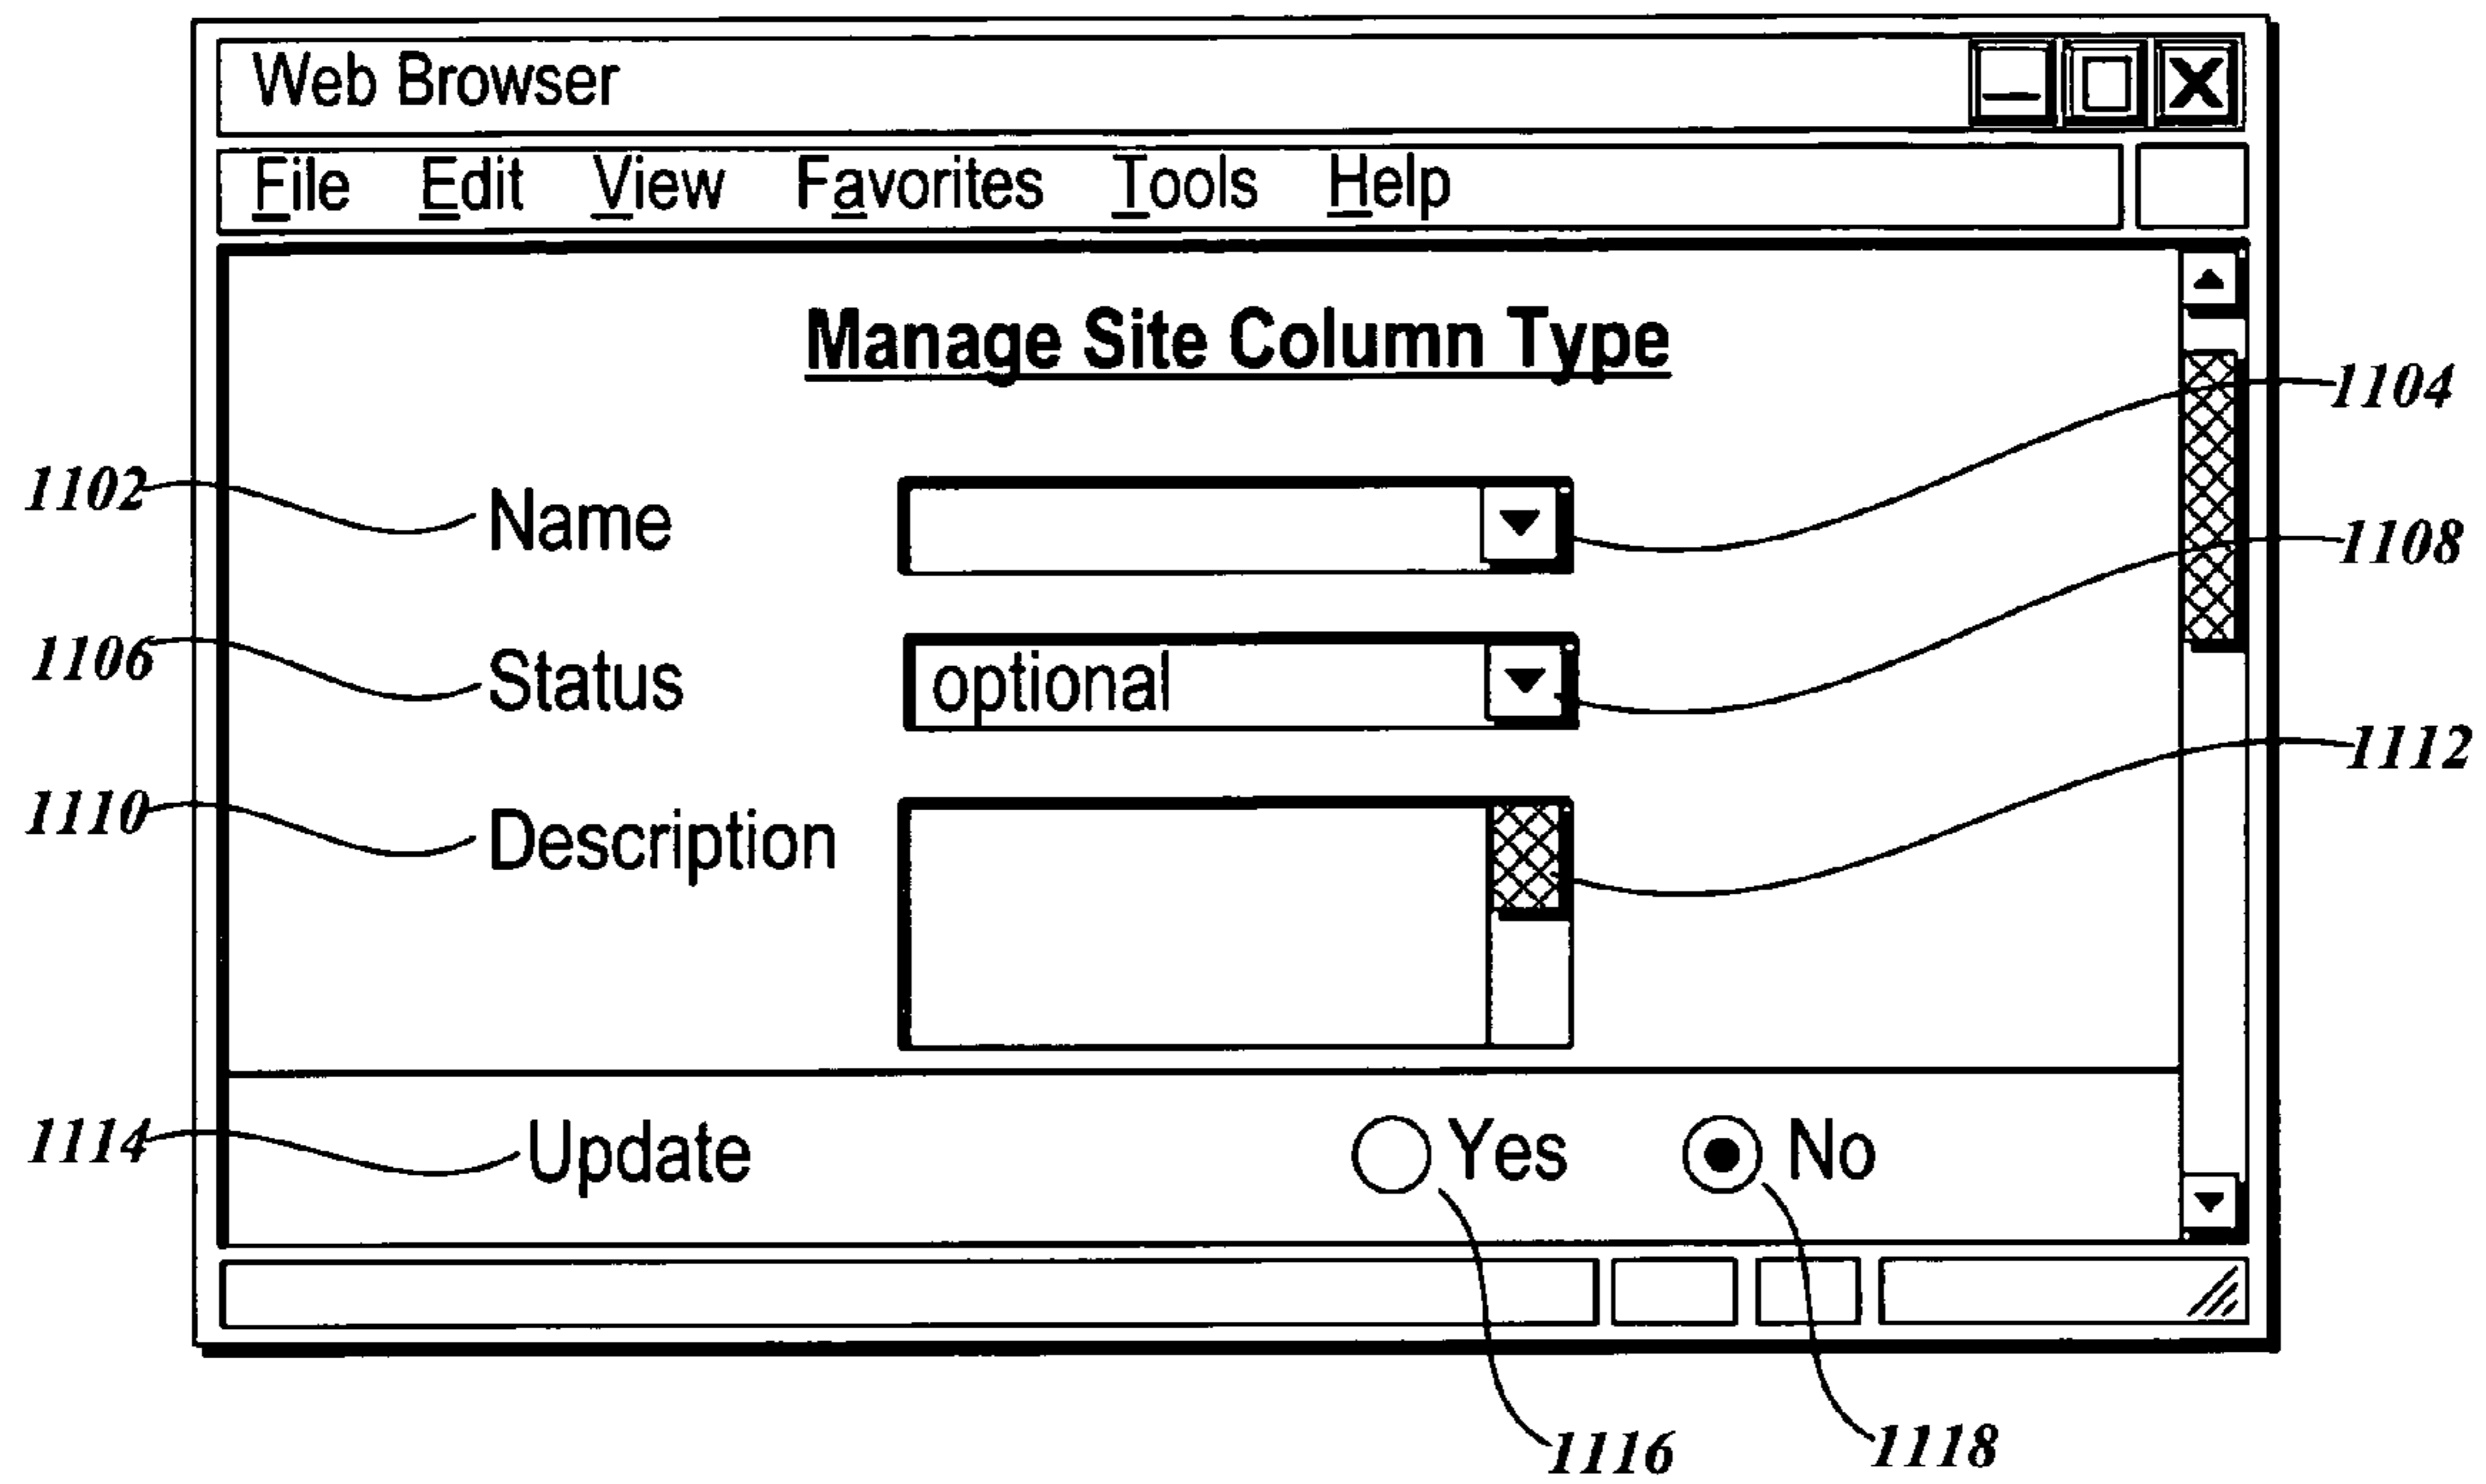 Web Browser
File Edit View Favorites Tools Help
Manage Site Column Type
1104
1102 Name
1108
1106 Status optional
1112
1110 Description
1114 Update Yes No
1116 1118